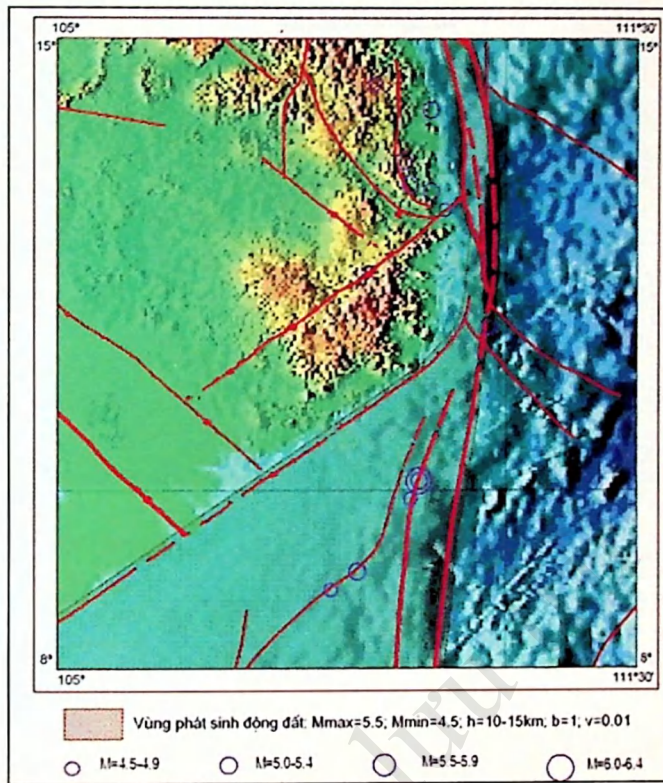 105° 111°30'
15° 15°
8° 8°
105° 111°30'
Vùng phát sinh động đất: Mmax=5.5; Mmin=4.5; h=10-15km; b=1; v=0.01
M=4.5-4.9 M=5.0-5.4 M=5.5-5.9 M=6.0-6.4
lưu